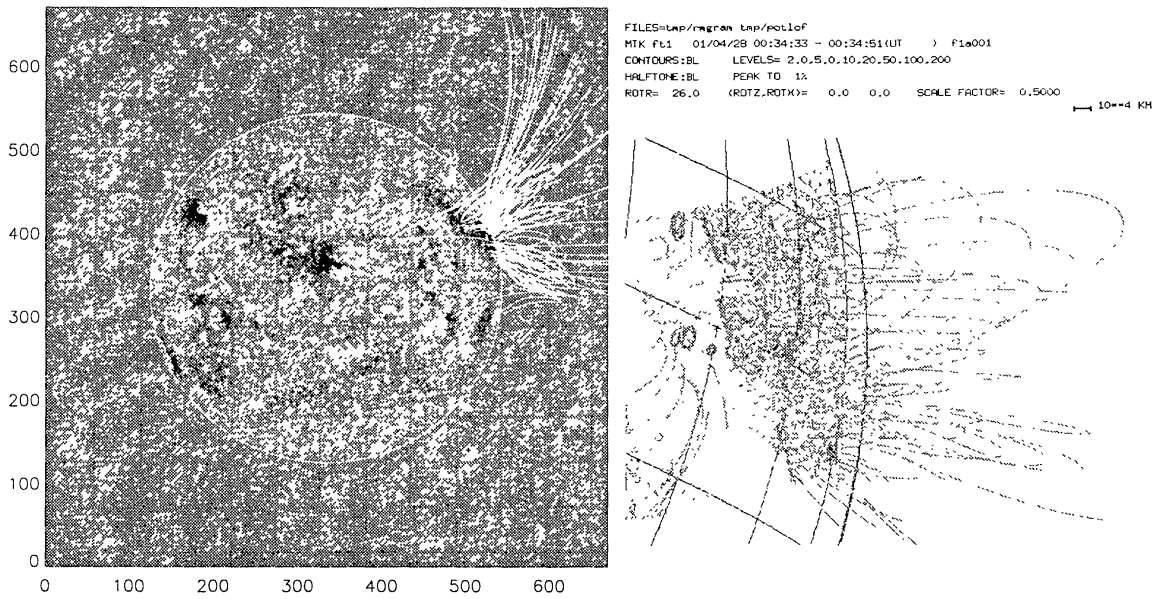 FILES=tmp/rmgram tmp/potlof
MTK ft1 01/04/28 00:34:33 - 00:34:51(UT ) f1a001
CONTOURS:BL LEVELS= 2.0,5,0,10,20,50,100,200
HALFTONE:BL PEAK TO 1%
ROTR= 26.0 (ROTZ,ROTX)= 0.0 0.0 SCALE FACTOR= 0.5000
10**4 KM
600
500
400
300
200
100
0
0 100 200 300 400 500 600